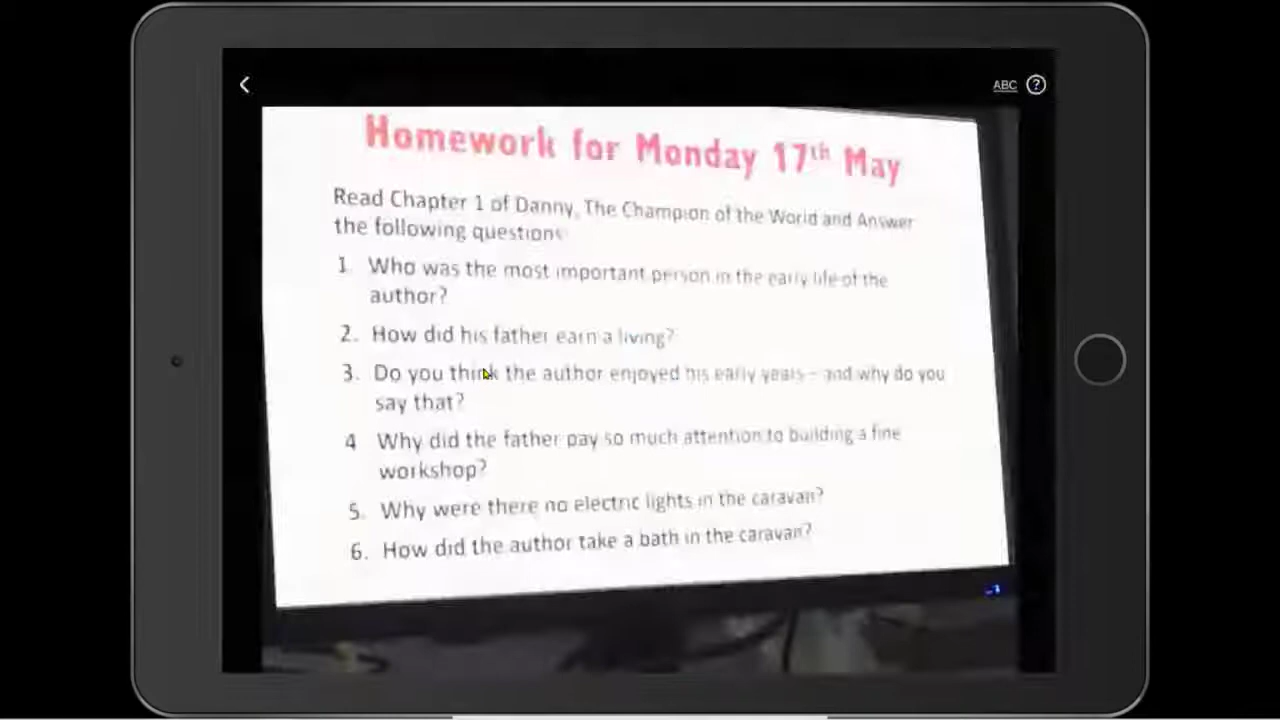 ABC ?
Homework for Monday 17th May
Read Chapter 1 of Danny, The Champion of the World and Answer
the following questions
1. Who was the most important person in the early life of the
author?
2. How did his father earn a living?
3. Do you think the author enjoyed his early years – and why do you
say that?
4 Why did the father pay so much attention to building a fine
workshop?
5. Why were there no electric lights in the caravan?
6. How did the author take a bath in the caravan?